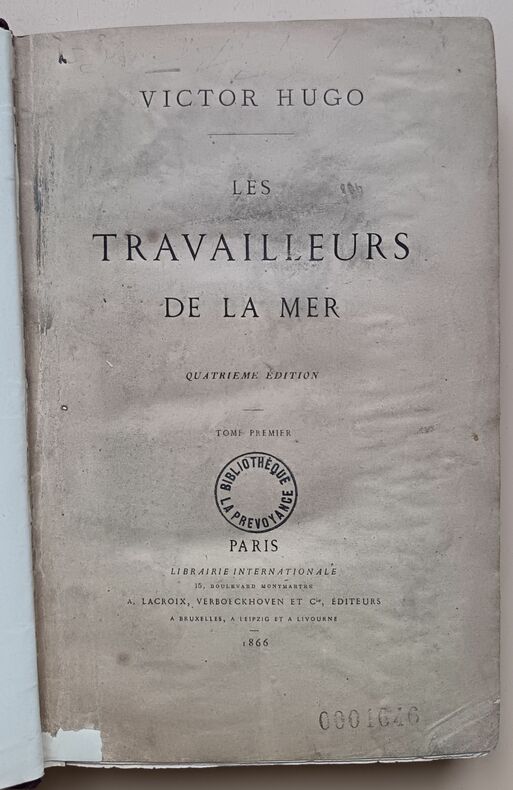 VICTOR HUGO
LES
TRAVAILLEURS
DE LA MER
QUATRIEME ÉDITION
TOME PREMIER
BIBLIOTHÈQUE
LA PREVOYANCE
PARIS
LIBRAIRIE INTERNATIONALE
15, BOULEVARD MONTMARTRE
A. LACROIX, VERBOECKHOVEN ET Cie, ÉDITEURS
A BRUXELLES, A LEIPZIG ET A LIVOURNE
1866